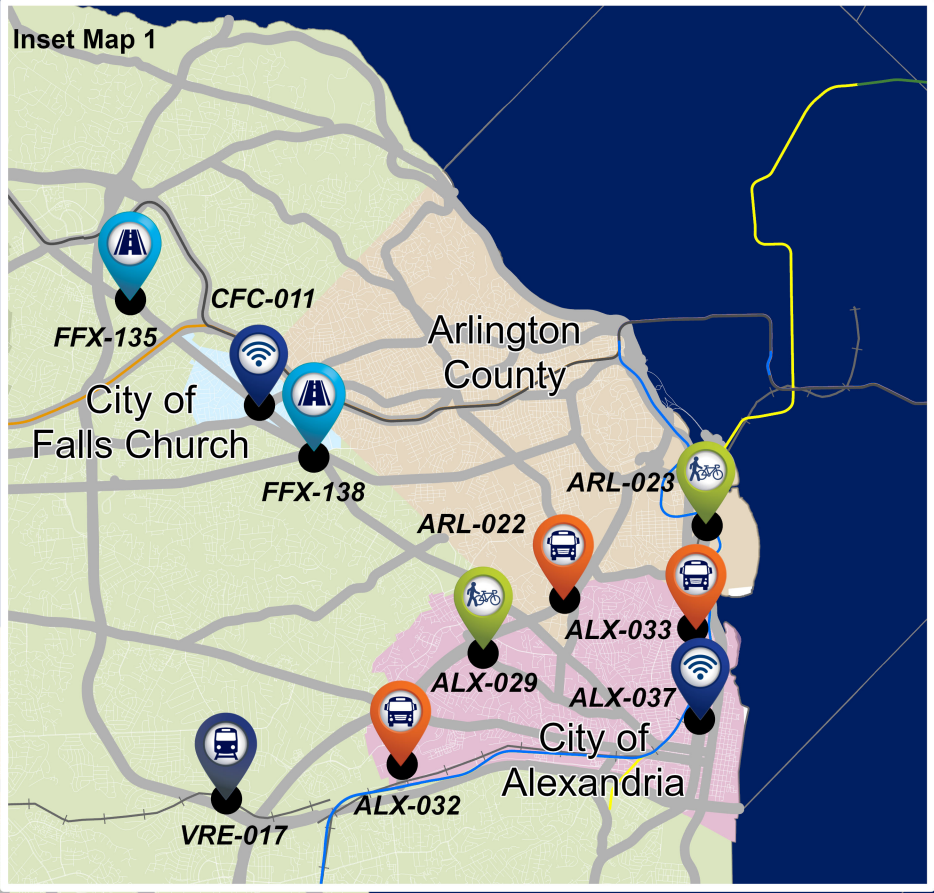 Inset Map 1
CFC-011
FFX-135
Arlington
County
City of
Falls Church
FFX-138
ARL-023
ARL-022
ALX-033
ALX-029
ALX-037
City of
Alexandria
ALX-032
VRE-017